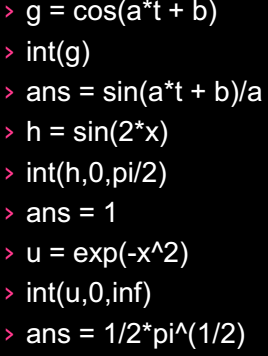 > g = cos(a*t + b)
> int(g)
> ans = sin(a*t + b)/a
> h = sin(2*x)
> int(h,0,pi/2)
> ans = 1
> u = exp(-x^2)
> int(u,0,inf)
> ans = 1/2*pi^(1/2)